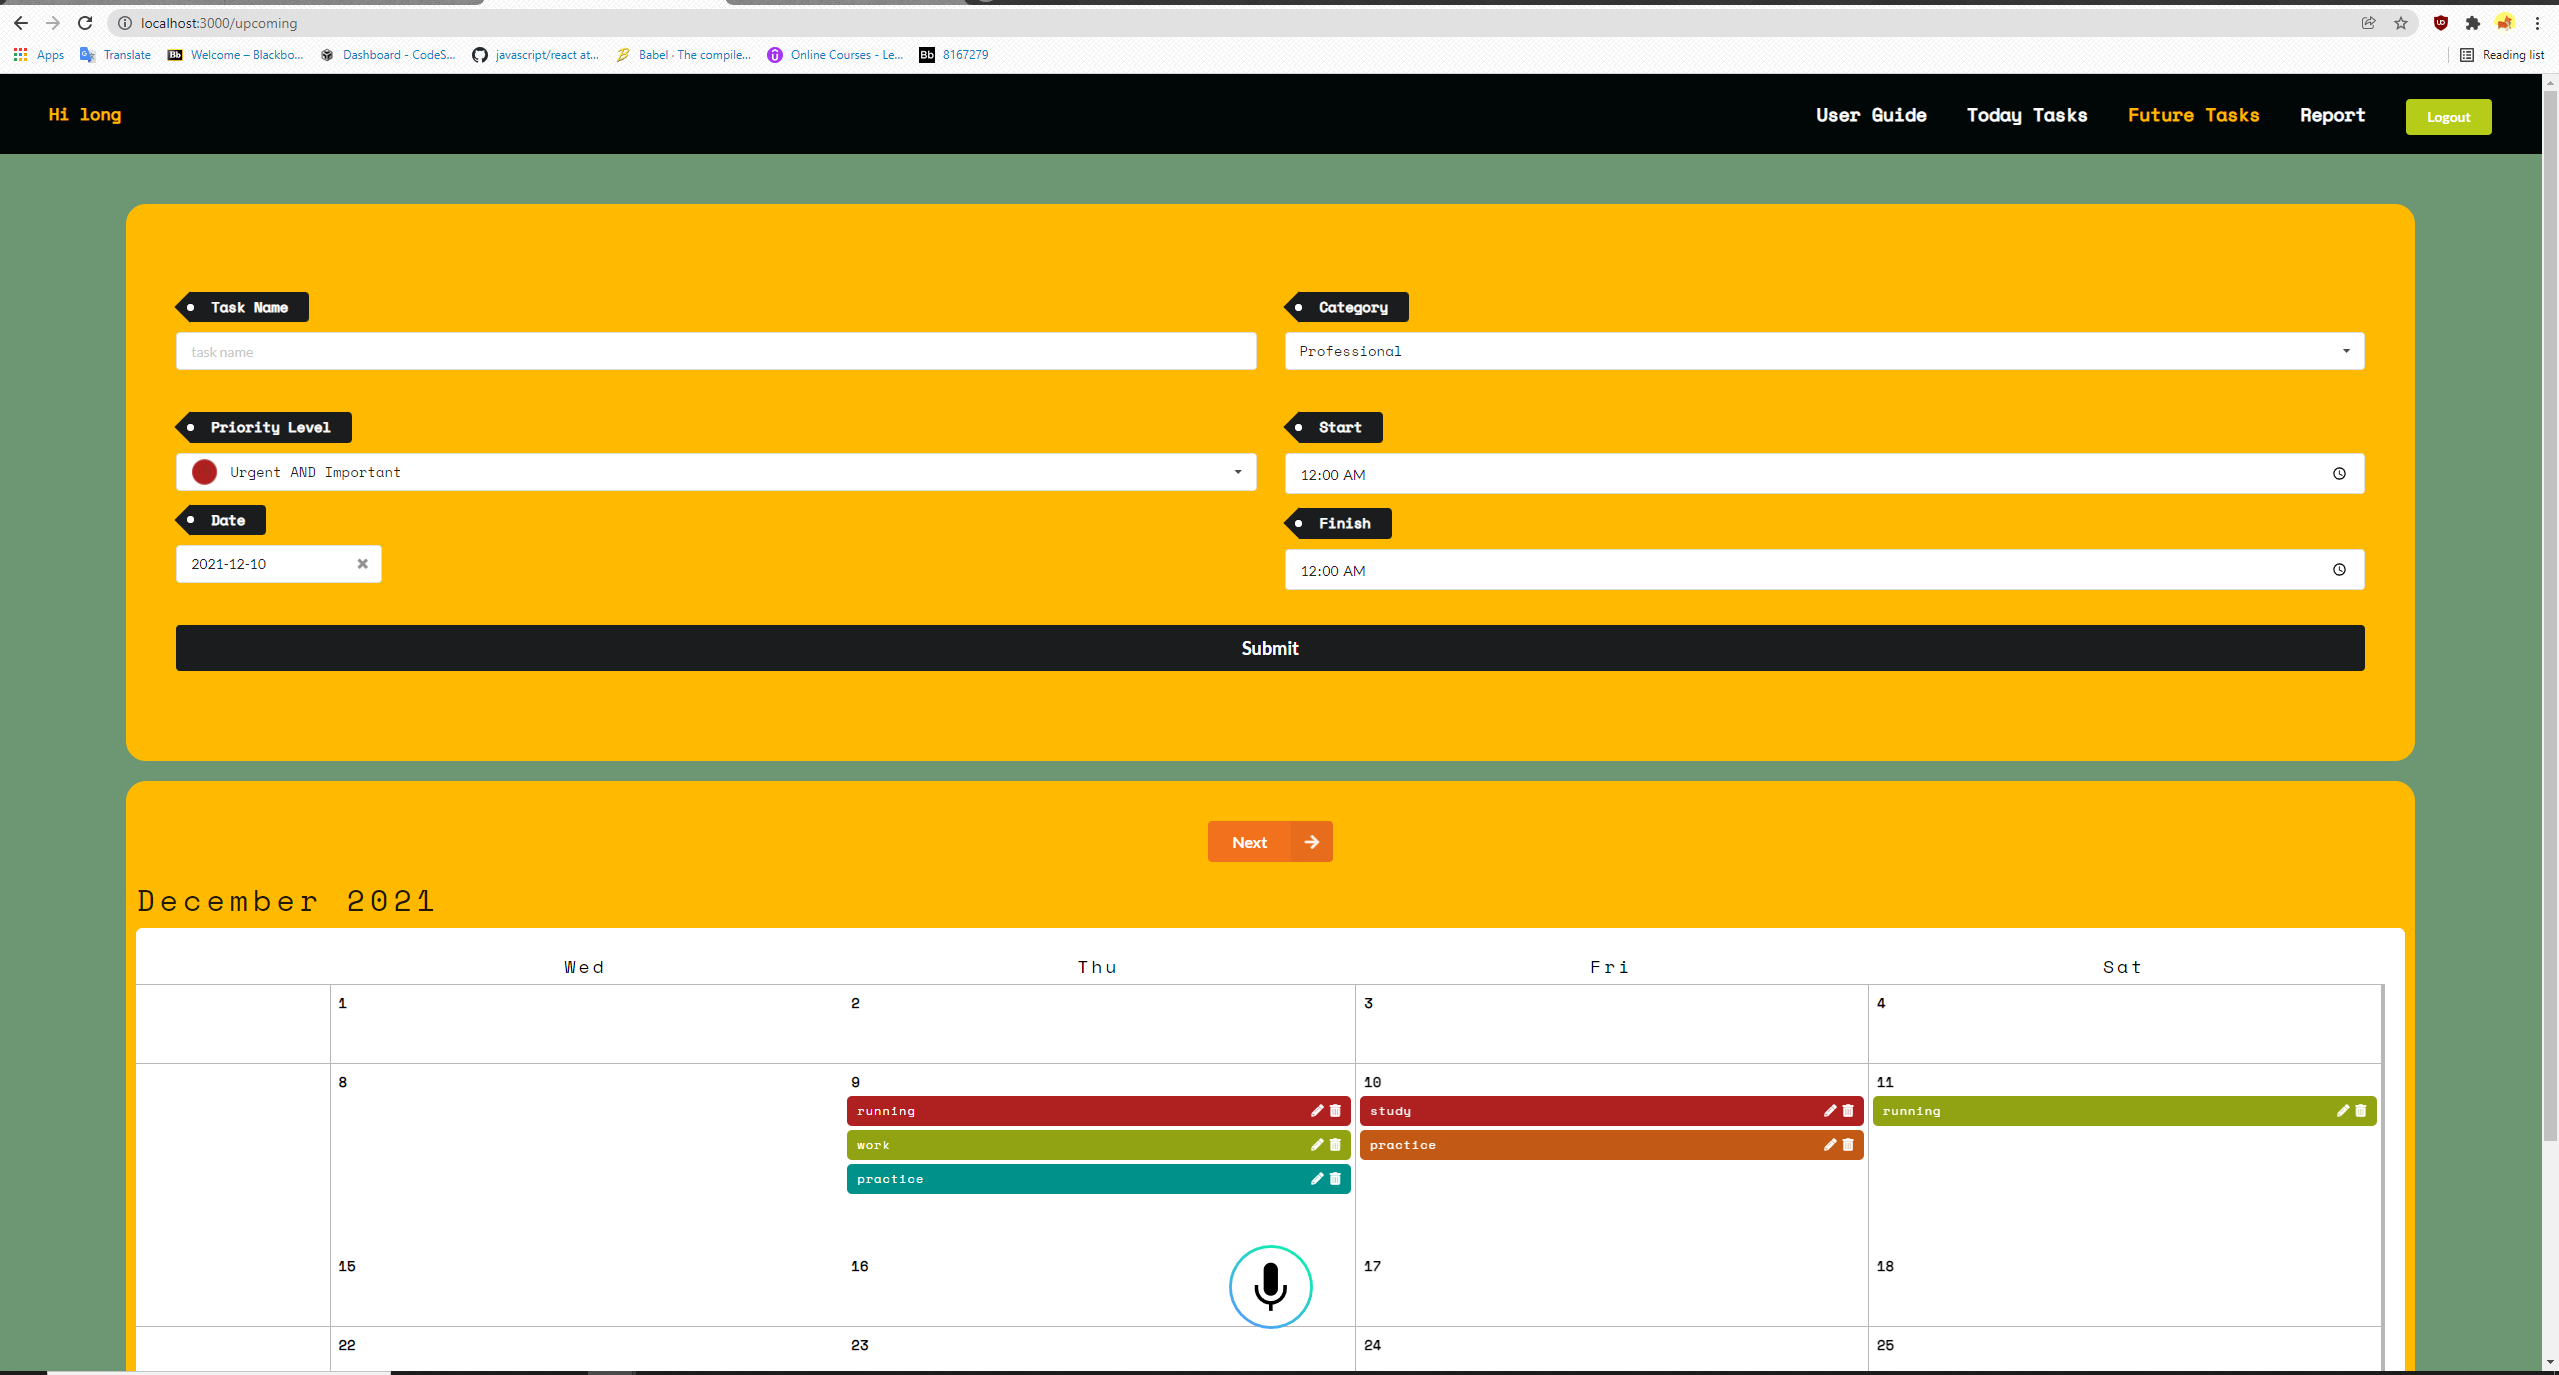 localhost:3000/upcoming
Apps Translate Welcome – Blackbo... Dashboard - CodeS... javascript/react at... Babel · The compile... Online Courses - Le... Bb 8167279 Reading list
Hi long User Guide Today Tasks Future Tasks Report Logout
Task Name Category
task name Professional
Priority Level Start
Urgent AND Important 12:00 AM
Date Finish
2021-12-10 12:00 AM
Submit
Next
December 2021
Wed Thu Fri Sat
1 2 3 4
8 9 10 11
running study running
work practice
practice
15 16 17 18
22 23 24 25